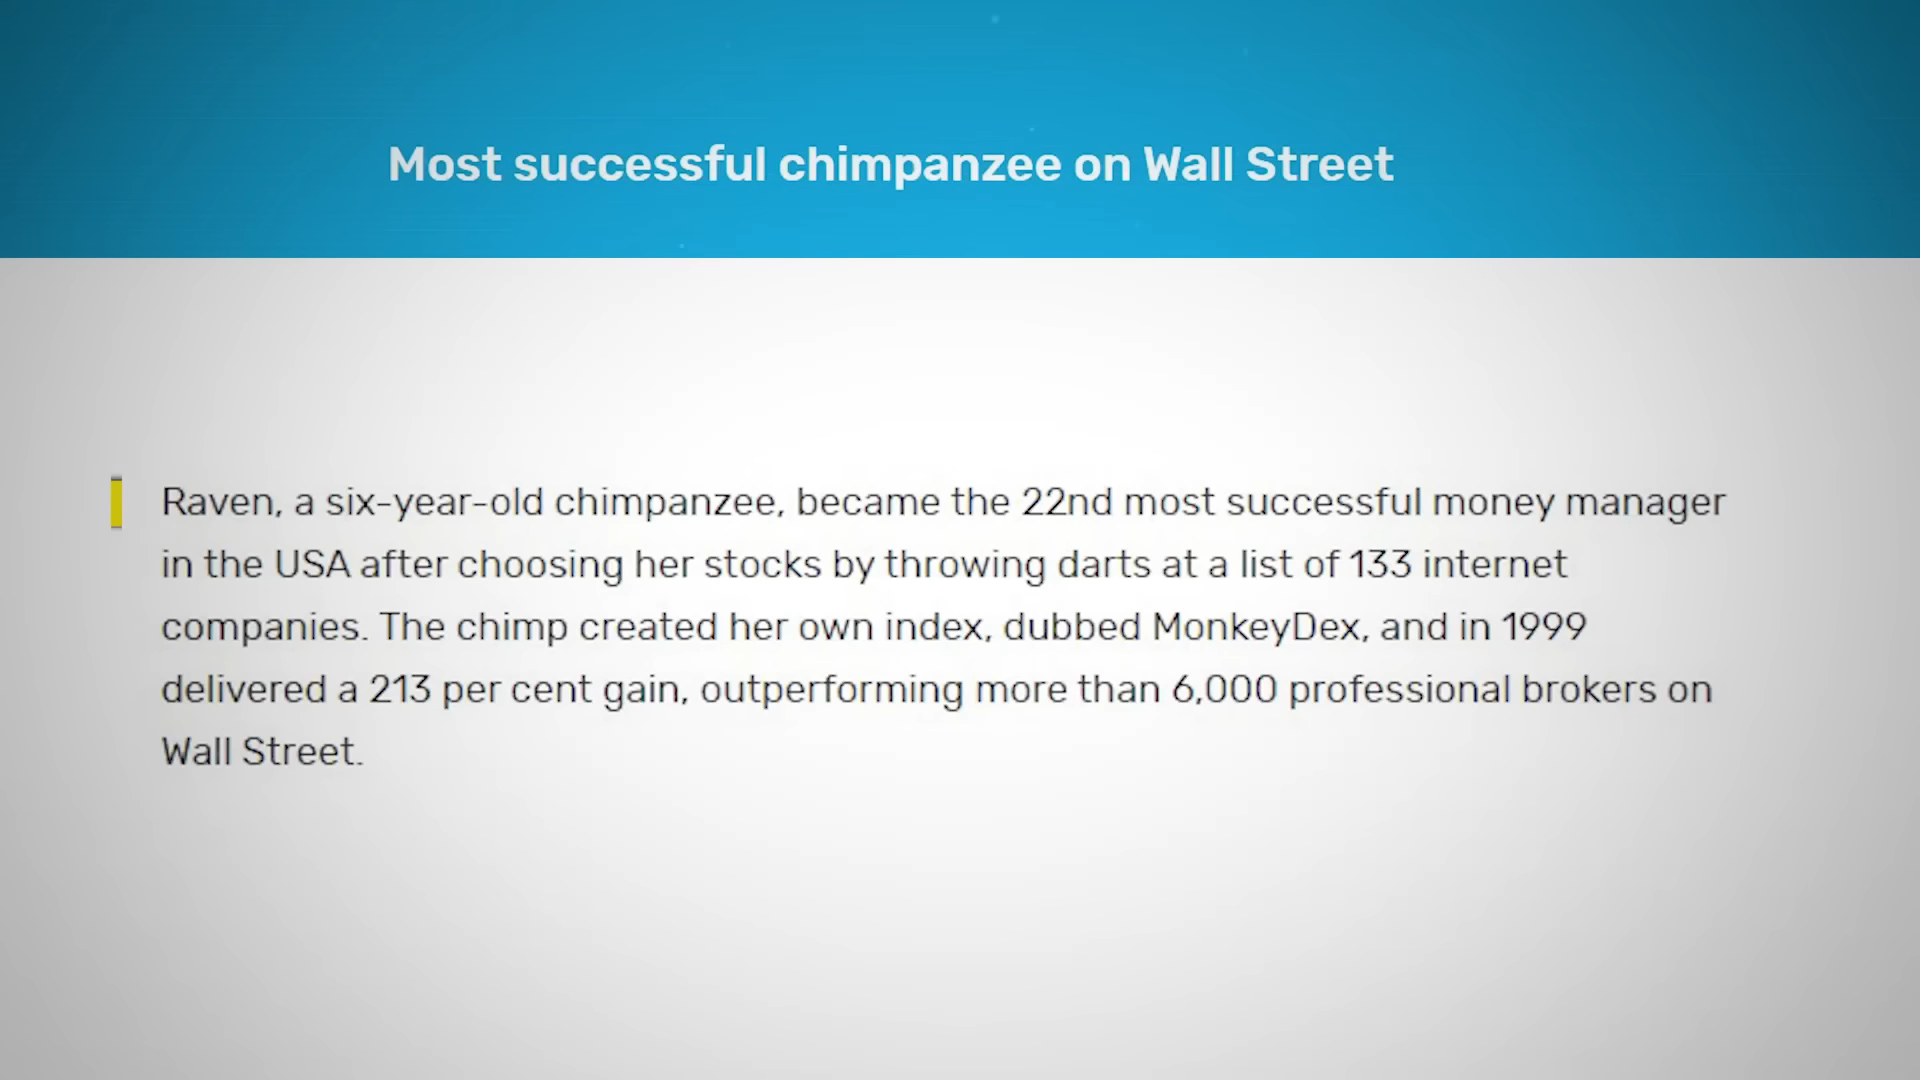 Most successful chimpanzee on Wall Street
Raven, a six-year-old chimpanzee, became the 22nd most successful money manager
in the USA after choosing her stocks by throwing darts at a list of 133 internet
companies. The chimp created her own index, dubbed MonkeyDex, and in 1999
delivered a 213 per cent gain, outperforming more than 6,000 professional brokers on
Wall Street.